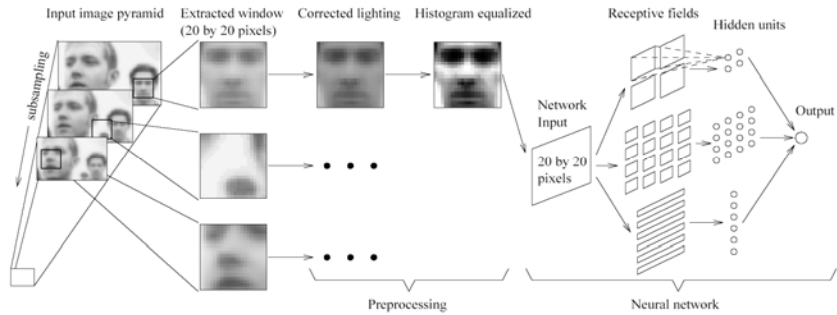 Input image pyramid
Extracted window
(20 by 20 pixels)
Corrected lighting
Histogram equalized
Receptive fields
Hidden units
subsampling
Network
Input
Output
20 by 20
pixels
Preprocessing
Neural network